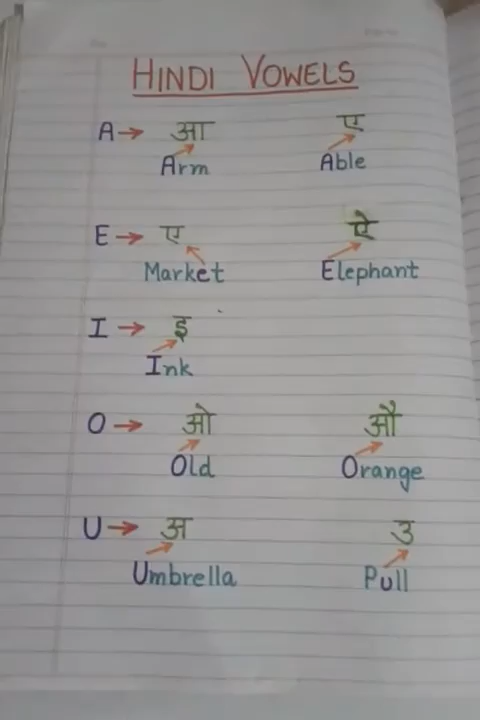 HINDI VOWELS
A → आ ए
Arm Able
E → ए ऐ
Market Elephant
I → इ
Ink
O → ओ औ
Old Orange
U → अ उ
Umbrella Pull